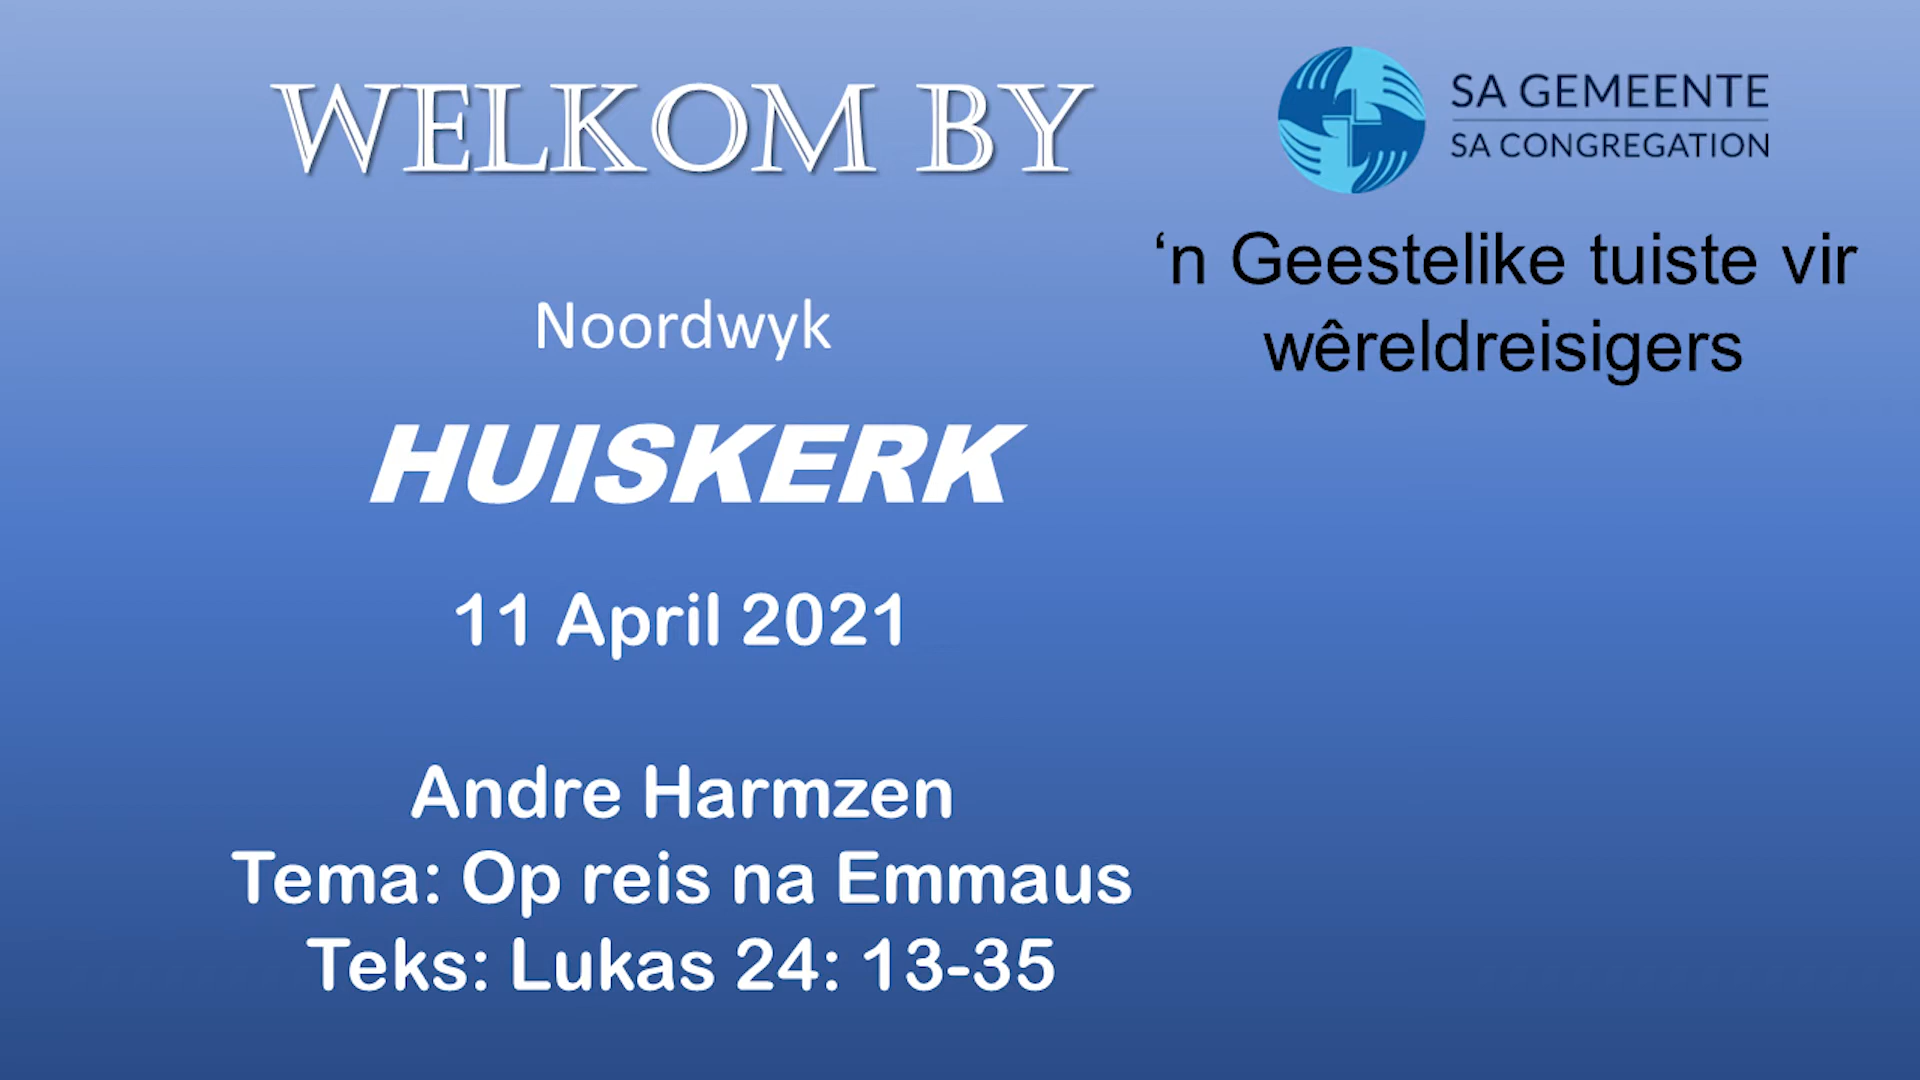 WELKOM BY
Noordwyk
HUISKERK
11 April 2021
Andre Harmzen
Tema: Op reis na Emmaus
Teks: Lukas 24: 13-35
SA GEMEENTE
SA CONGREGATION
‘n Geestelike tuiste vir
wêreldreisigers